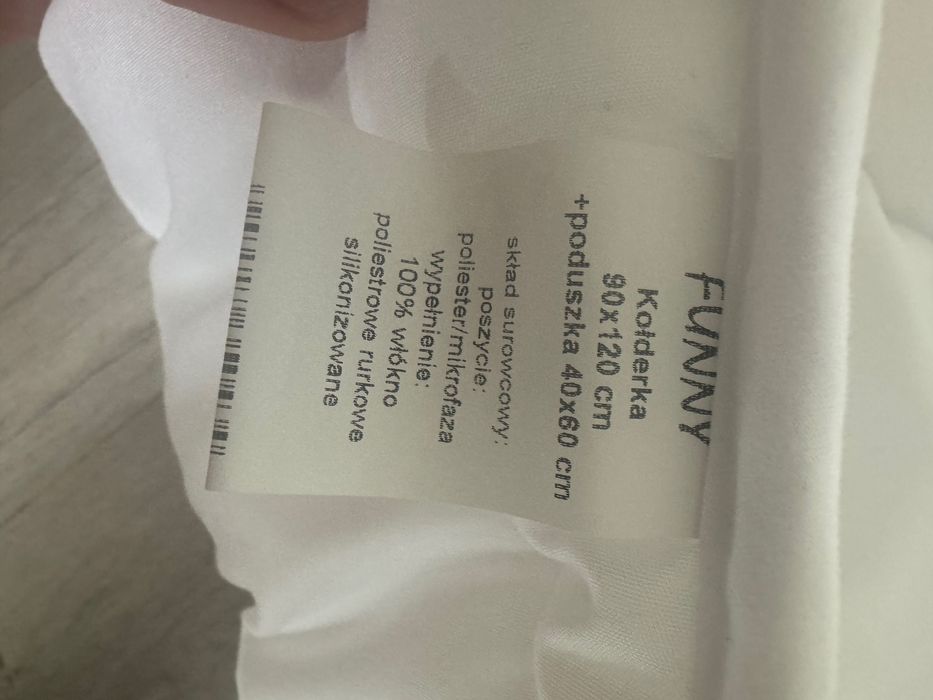 FUNNY
Kołderka
90x120 cm
+poduszka 40x60 cm
skład surowcowy:
poszycie:
poliester/mikrofaza
wypełnienie:
100% włókno
poliestrowe rurkowe
silikonizowane